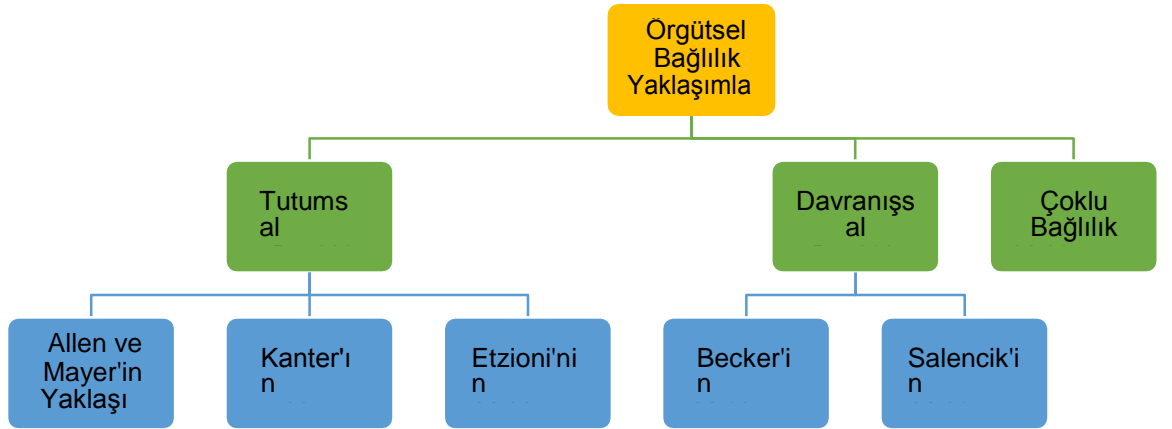 Örgütsel
Bağlılık
Yaklaşımla
Tutums
al
Davranışs
al
Çoklu
Bağlılık
Allen ve
Mayer'in
Yaklaşı
Kanter'ı
n
Etzioni'ni
n
Becker'i
n
Salencik'i
n